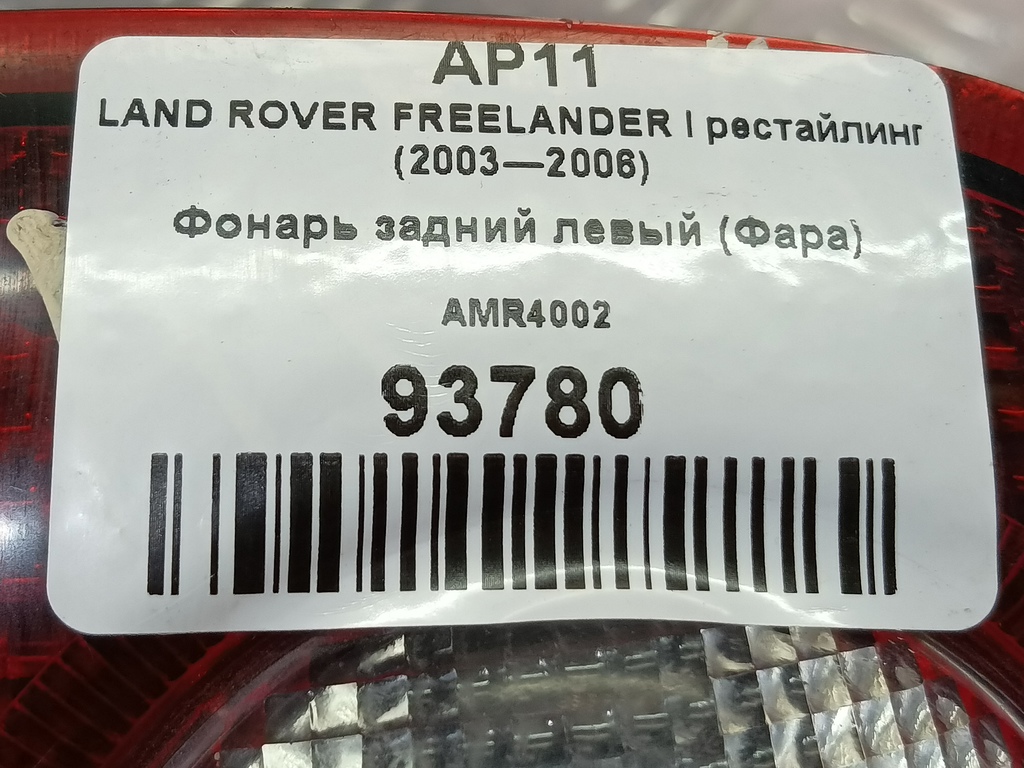 AP11
LAND ROVER FREELANDER I рестайлинг
(2003—2006)
Фонарь задний левый (Фара)
AMR4002
93780